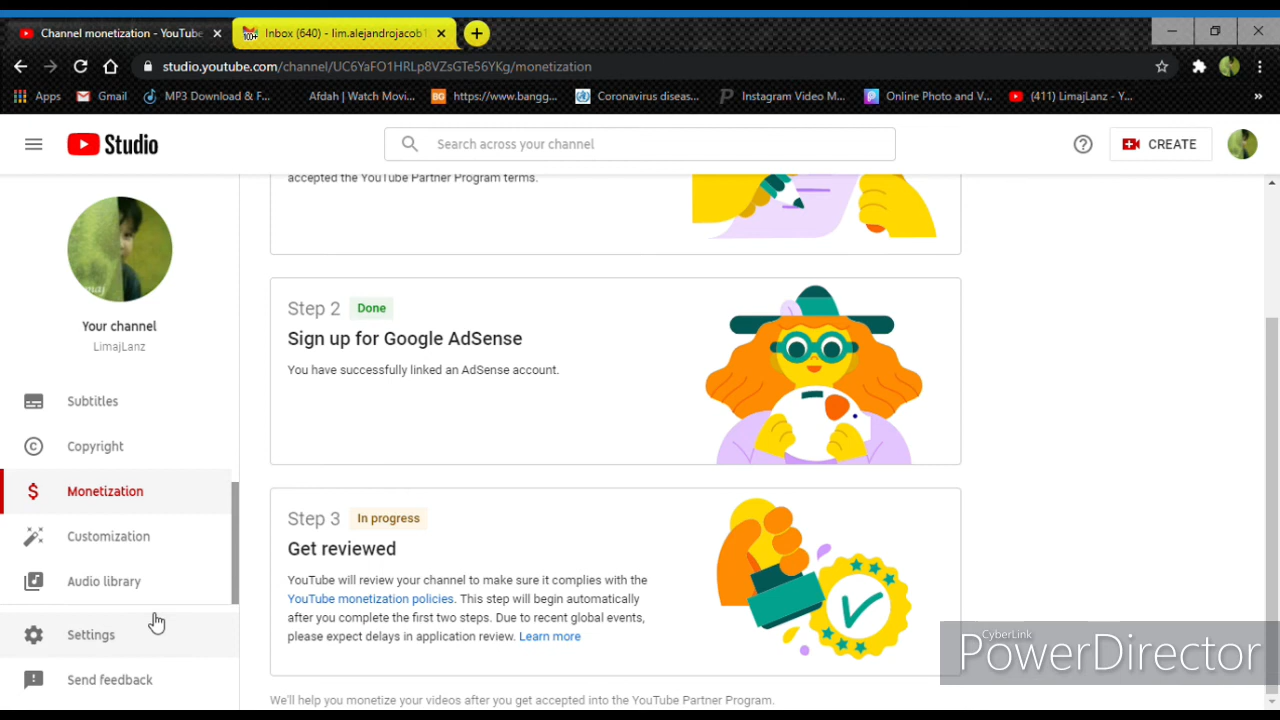 Channel monetization - YouTube
Inbox (640) - lim.alejandrojacob1
studio.youtube.com/channel/UC6YaFO1HRLp8VZsGTe56YKg/monetization
Apps
Gmail
MP3 Download & F...
Afdah | Watch Movi...
BG
https://www.bangg...
Coronavirus diseas...
Instagram Video M...
Online Photo and V...
(411) LimajLanz - Y...
»
Studio
Search across your channel
CREATE
Your channel
LimajLanz
Subtitles
Copyright
Monetization
Customization
Audio library
Settings
Send feedback
accepted the YouTube Partner Program terms.
Step 2 Done
Sign up for Google AdSense
You have successfully linked an AdSense account.
Step 3 In progress
Get reviewed
YouTube will review your channel to make sure it complies with the
YouTube monetization policies. This step will begin automatically
after you complete the first two steps. Due to recent global events,
please expect delays in application review. Learn more
We'll help you monetize your videos after you get accepted into the YouTube Partner Program.
CyberLink
PowerDirector